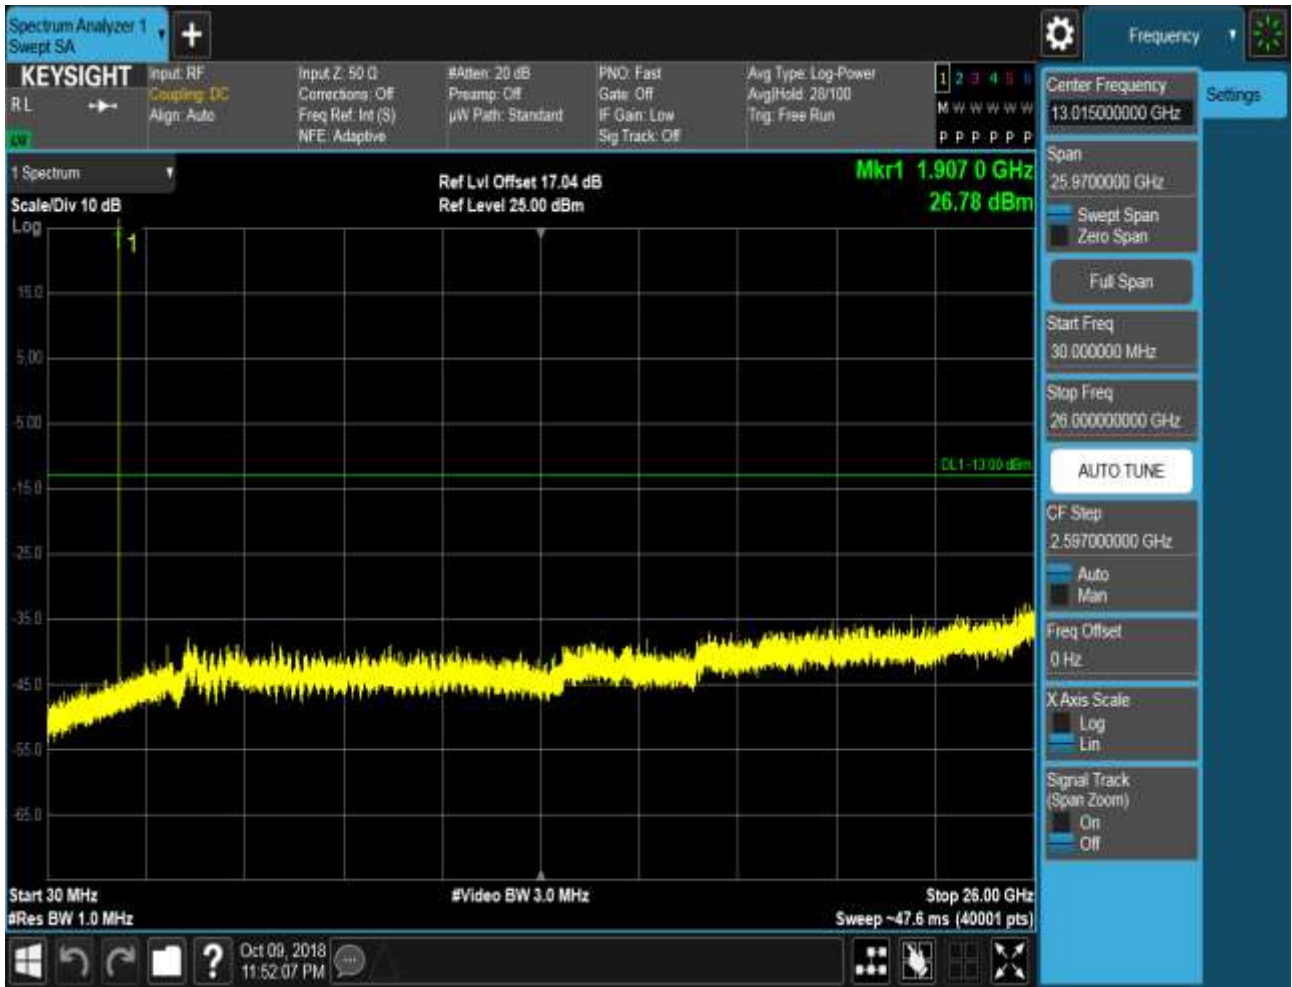 Spectrum Analyzer 1
Swept SA
+
Frequency
KEYSIGHT
RL
Input: RF
Coupling: DC
Align: Auto
Input Z: 50 Ω
Corrections: Off
Freq Ref: Int (S)
NFE: Adaptive
#Atten: 20 dB
Preamp: Off
µW Path: Standard
PNO: Fast
Gate: Off
IF Gain: Low
Sig Track: Off
Avg Type: Log-Power
Avg|Hold: 28/100
Trig: Free Run
1 2 3 4 5 6
M W W W W W
P P P P P P
1 Spectrum
Scale/Div 10 dB
Log
Ref Lvl Offset 17.04 dB
Ref Level 25.00 dBm
Mkr1 1.907 0 GHz
26.78 dBm
1
15.0
5.00
-5.00
-15.0
-25.0
-35.0
-45.0
-55.0
-65.0
DL1 -13.00 dBm
Start 30 MHz
#Res BW 1.0 MHz
#Video BW 3.0 MHz
Stop 26.00 GHz
Sweep ~47.6 ms (40001 pts)
Center Frequency
13.015000000 GHz
Settings
Span
25.9700000 GHz
Swept Span
Zero Span
Full Span
Start Freq
30.000000 MHz
Stop Freq
26.000000000 GHz
AUTO TUNE
CF Step
2.597000000 GHz
Auto
Man
Freq Offset
0 Hz
X Axis Scale
Log
Lin
Signal Track
(Span Zoom)
On
Off
?
Oct 09, 2018
11:52:07 PM